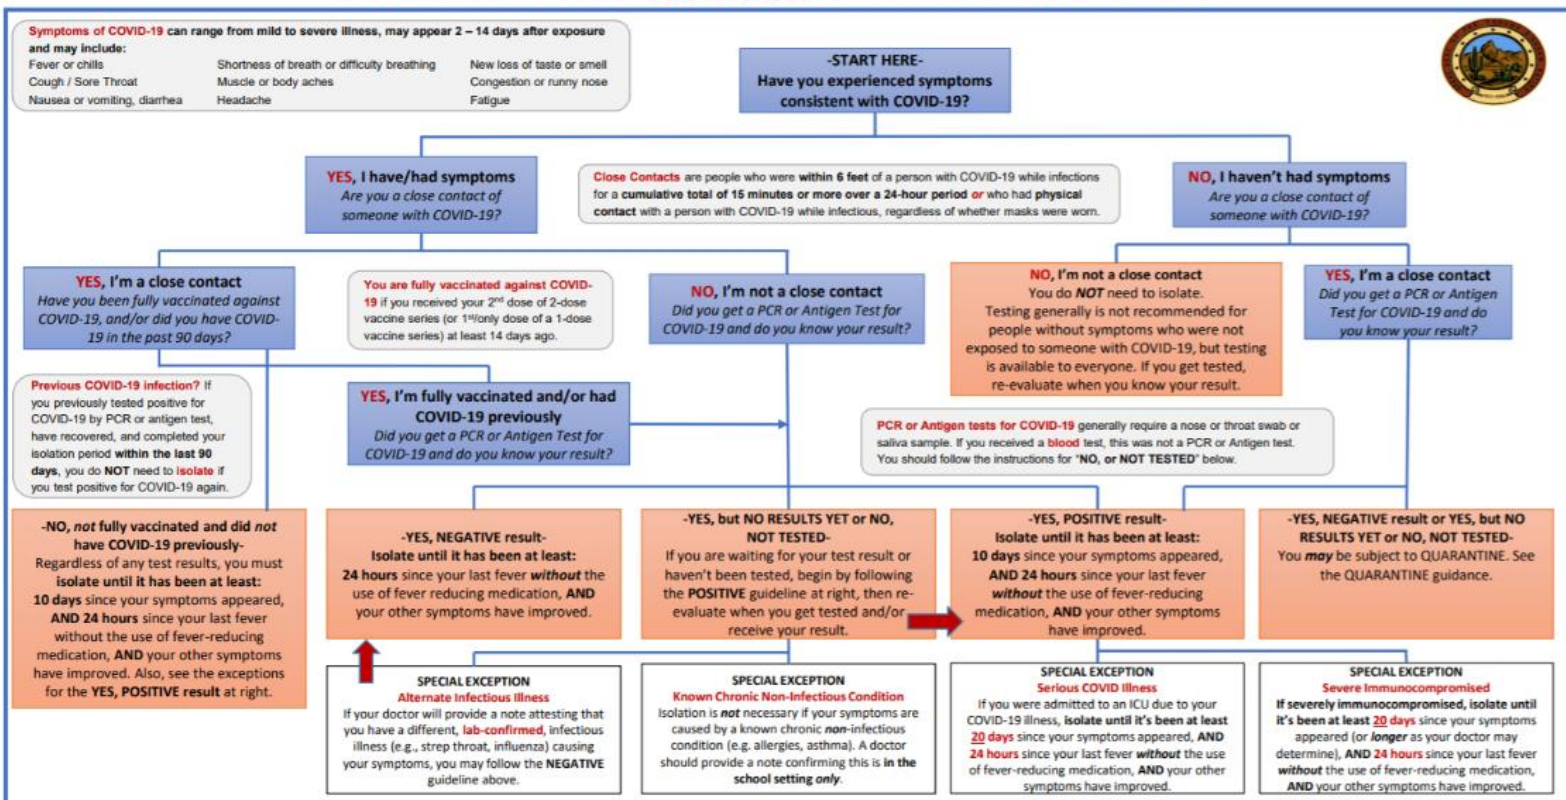 Symptoms of COVID-19 can range from mild to severe illness, may appear 2 – 14 days after exposure
and may include:
Fever or chills Shortness of breath or difficulty breathing New loss of taste or smell
Cough / Sore Throat Muscle or body aches Congestion or runny nose
Nausea or vomiting, diarrhea Headache Fatigue
-START HERE-
Have you experienced symptoms
consistent with COVID-19?
YES, I have/had symptoms
Are you a close contact of
someone with COVID-19?
Close Contacts are people who were within 6 feet of a person with COVID-19 while infections
for a cumulative total of 15 minutes or more over a 24-hour period or who had physical
contact with a person with COVID-19 while infectious, regardless of whether masks were worn.
NO, I haven't had symptoms
Are you a close contact of
someone with COVID-19?
YES, I'm a close contact
Have you been fully vaccinated against
COVID-19, and/or did you have COVID-
19 in the past 90 days?
You are fully vaccinated against COVID-
19 if you received your 2nd dose of 2-dose
vaccine series (or 1st/only dose of a 1-dose
vaccine series) at least 14 days ago.
NO, I'm not a close contact
Did you get a PCR or Antigen Test for
COVID-19 and do you know your result?
NO, I'm not a close contact
You do NOT need to isolate.
Testing generally is not recommended for
people without symptoms who were not
exposed to someone with COVID-19, but testing
is available to everyone. If you get tested,
re-evaluate when you know your result.
YES, I'm a close contact
Did you get a PCR or Antigen
Test for COVID-19 and do
you know your result?
Previous COVID-19 infection? If
you previously tested positive for
COVID-19 by PCR or antigen test,
have recovered, and completed your
isolation period within the last 90
days, you do NOT need to isolate if
you test positive for COVID-19 again.
YES, I'm fully vaccinated and/or had
COVID-19 previously
Did you get a PCR or Antigen Test for
COVID-19 and do you know your result?
PCR or Antigen tests for COVID-19 generally require a nose or throat swab or
saliva sample. If you received a blood test, this was not a PCR or Antigen test.
You should follow the instructions for "NO, or NOT TESTED" below.
-NO, not fully vaccinated and did not
have COVID-19 previously-
Regardless of any test results, you must
isolate until it has been at least:
10 days since your symptoms appeared,
AND 24 hours since your last fever
without the use of fever-reducing
medication, AND your other symptoms
have improved. Also, see the exceptions
for the YES, POSITIVE result at right.
-YES, NEGATIVE result-
Isolate until it has been at least:
24 hours since your last fever without the
use of fever reducing medication, AND
your other symptoms have improved.
-YES, but NO RESULTS YET or NO,
NOT TESTED-
If you are waiting for your test result or
haven't been tested, begin by following
the POSITIVE guideline at right, then re-
evaluate when you get tested and/or
receive your result.
-YES, POSITIVE result-
Isolate until it has been at least:
10 days since your symptoms appeared,
AND 24 hours since your last fever
without the use of fever-reducing
medication, AND your other symptoms
have improved.
-YES, NEGATIVE result or YES, but NO
RESULTS YET or NO, NOT TESTED-
You may be subject to QUARANTINE. See
the QUARANTINE guidance.
SPECIAL EXCEPTION
Alternate Infectious Illness
If your doctor will provide a note attesting that
you have a different, lab-confirmed, infectious
illness (e.g., strep throat, influenza) causing
your symptoms, you may follow the NEGATIVE
guideline above.
SPECIAL EXCEPTION
Known Chronic Non-Infectious Condition
Isolation is not necessary if your symptoms are
caused by a known chronic non-infectious
condition (e.g. allergies, asthma). A doctor
should provide a note confirming this is in the
school setting only.
SPECIAL EXCEPTION
Serious COVID Illness
If you were admitted to an ICU due to your
COVID-19 illness, isolate until it's been at least
20 days since your symptoms appeared, AND
24 hours since your last fever without the use
of fever-reducing medication, AND your other
symptoms have improved.
SPECIAL EXCEPTION
Severe Immunocompromised
If severely immunocompromised, isolate until
it's been at least 20 days since your symptoms
appeared (or longer as your doctor may
determine), AND 24 hours since your last fever
without the use of fever-reducing medication,
AND your other symptoms have improved.